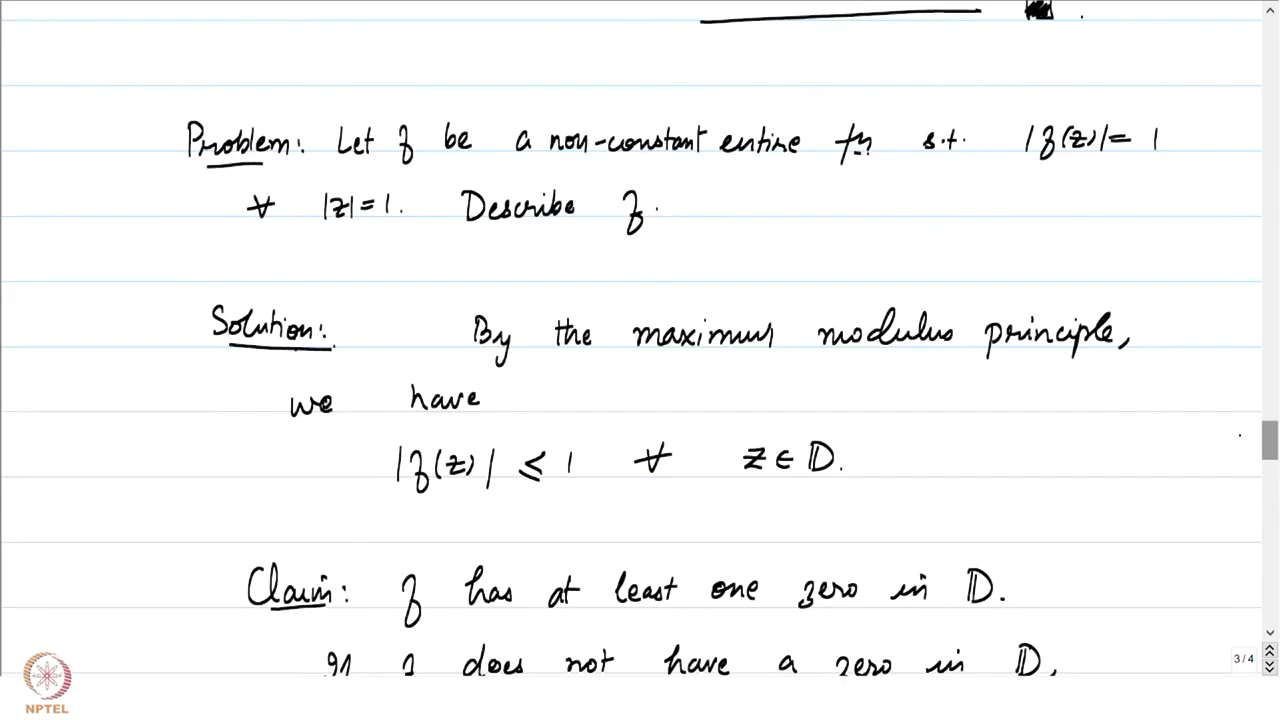 Problem: Let f be a non-constant entire fn s.t. |f(z)| = 1
∀ |z| = 1. Describe f.
Solution: By the maximum modulus principle,
we have
|f(z)| ≤ 1 ∀ z ∈ 𝔻.
Claim: f has at least one zero in 𝔻.
If f does not have a zero in 𝔻,
3 / 4
NPTEL